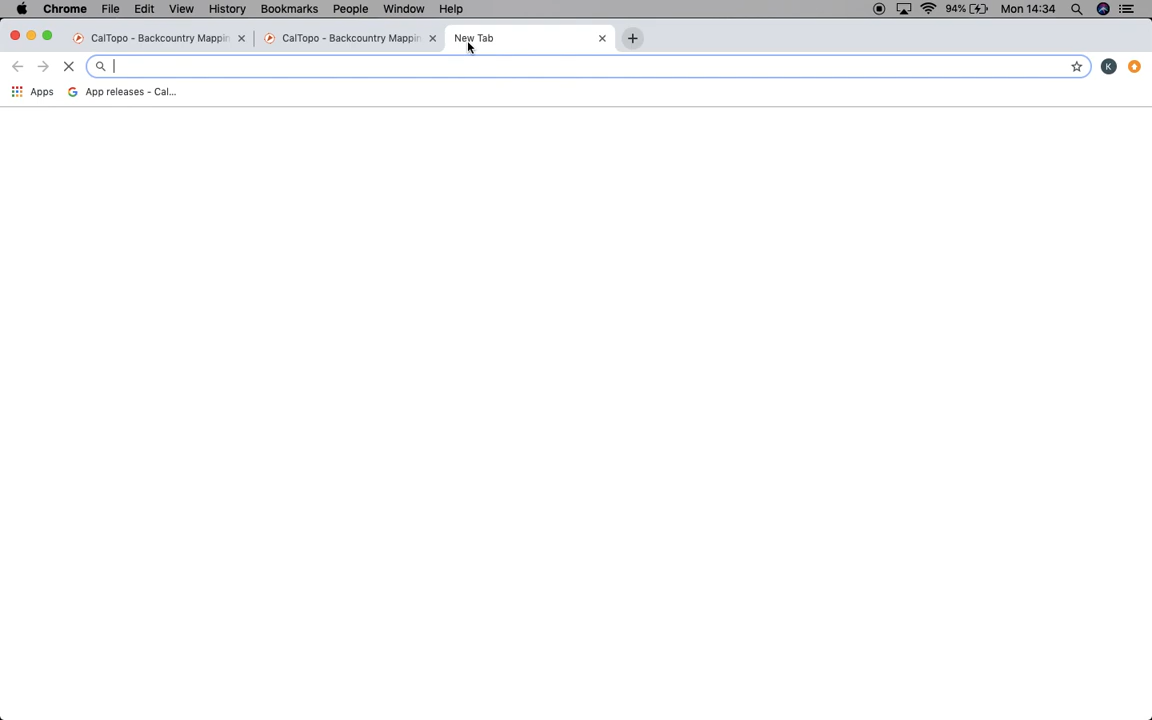 Chrome File Edit View History Bookmarks People Window Help 94% Mon 14:34
CalTopo - Backcountry Mappin CalTopo - Backcountry Mappin New Tab
K
Apps App releases - Cal...